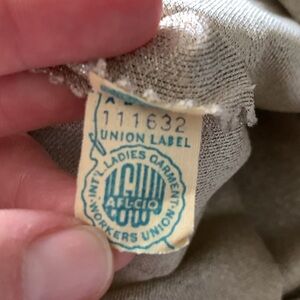 111632
UNION LABEL
INT'L LADIES GARMENT
ILGWU
AFL-CIO
WORKERS UNION